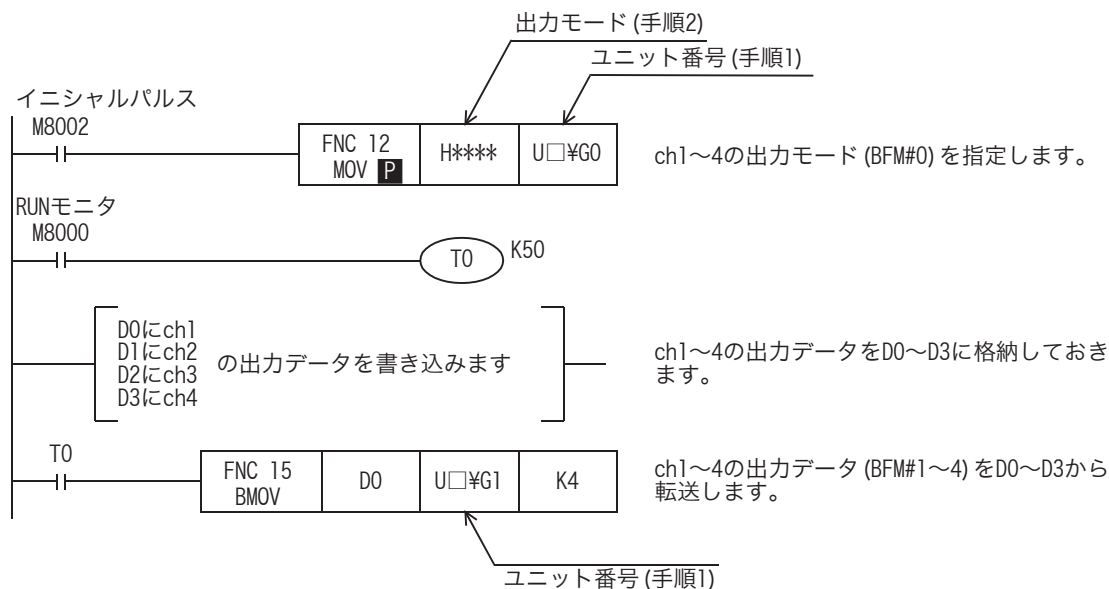 出力モード(手順2)
ユニット番号(手順1)
イニシャルパルス
M8002
FNC 12
MOV P
H****
U□¥G0
ch1～4の出力モード(BFM#0)を指定します。
RUNモニタ
M8000
T0
K50
D0にch1
D1にch2
D2にch3
D3にch4
の出力データを書き込みます
ch1～4の出力データをD0～D3に格納しておき
ます。
T0
FNC 15
BMOV
D0
U□¥G1
K4
ch1～4の出力データ(BFM#1～4)をD0～D3から
転送します。
ユニット番号(手順1)